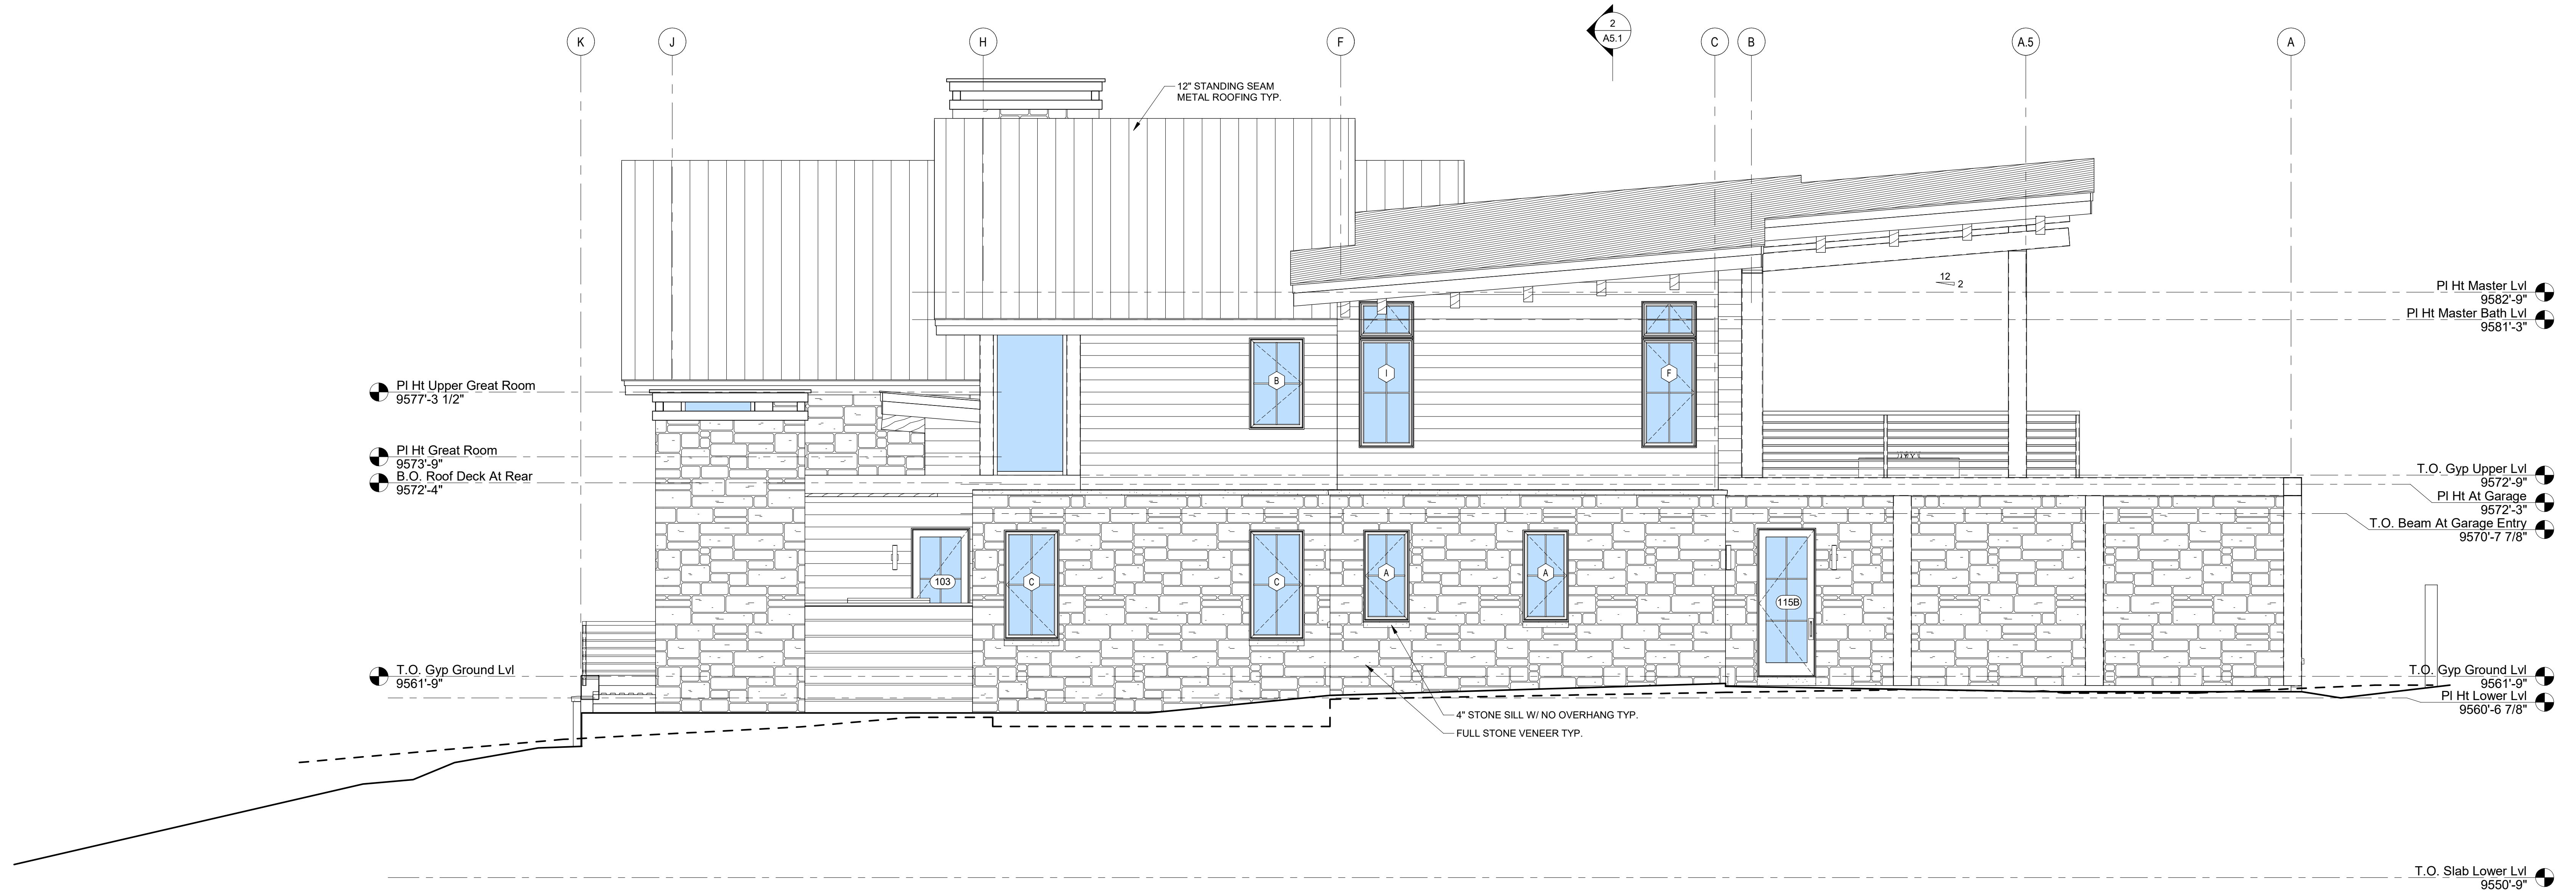 K
J
H
F
2
A5.1
C
B
A.5
A
12" STANDING SEAM
METAL ROOFING TYP.
12
2
Pl Ht Master Lvl
9582'-9"
Pl Ht Master Bath Lvl
9581'-3"
Pl Ht Upper Great Room
9577'-3 1/2"
B
I
F
Pl Ht Great Room
9573'-9"
B.O. Roof Deck At Rear
9572'-4"
T.O. Gyp Upper Lvl
9572'-9"
Pl Ht At Garage
9572'-3"
T.O. Beam At Garage Entry
9570'-7 7/8"
103
C
C
A
A
115B
T.O. Gyp Ground Lvl
9561'-9"
T.O. Gyp Ground Lvl
9561'-9"
Pl Ht Lower Lvl
9560'-6 7/8"
4" STONE SILL W/ NO OVERHANG TYP.
FULL STONE VENEER TYP.
T.O. Slab Lower Lvl
9550'-9"